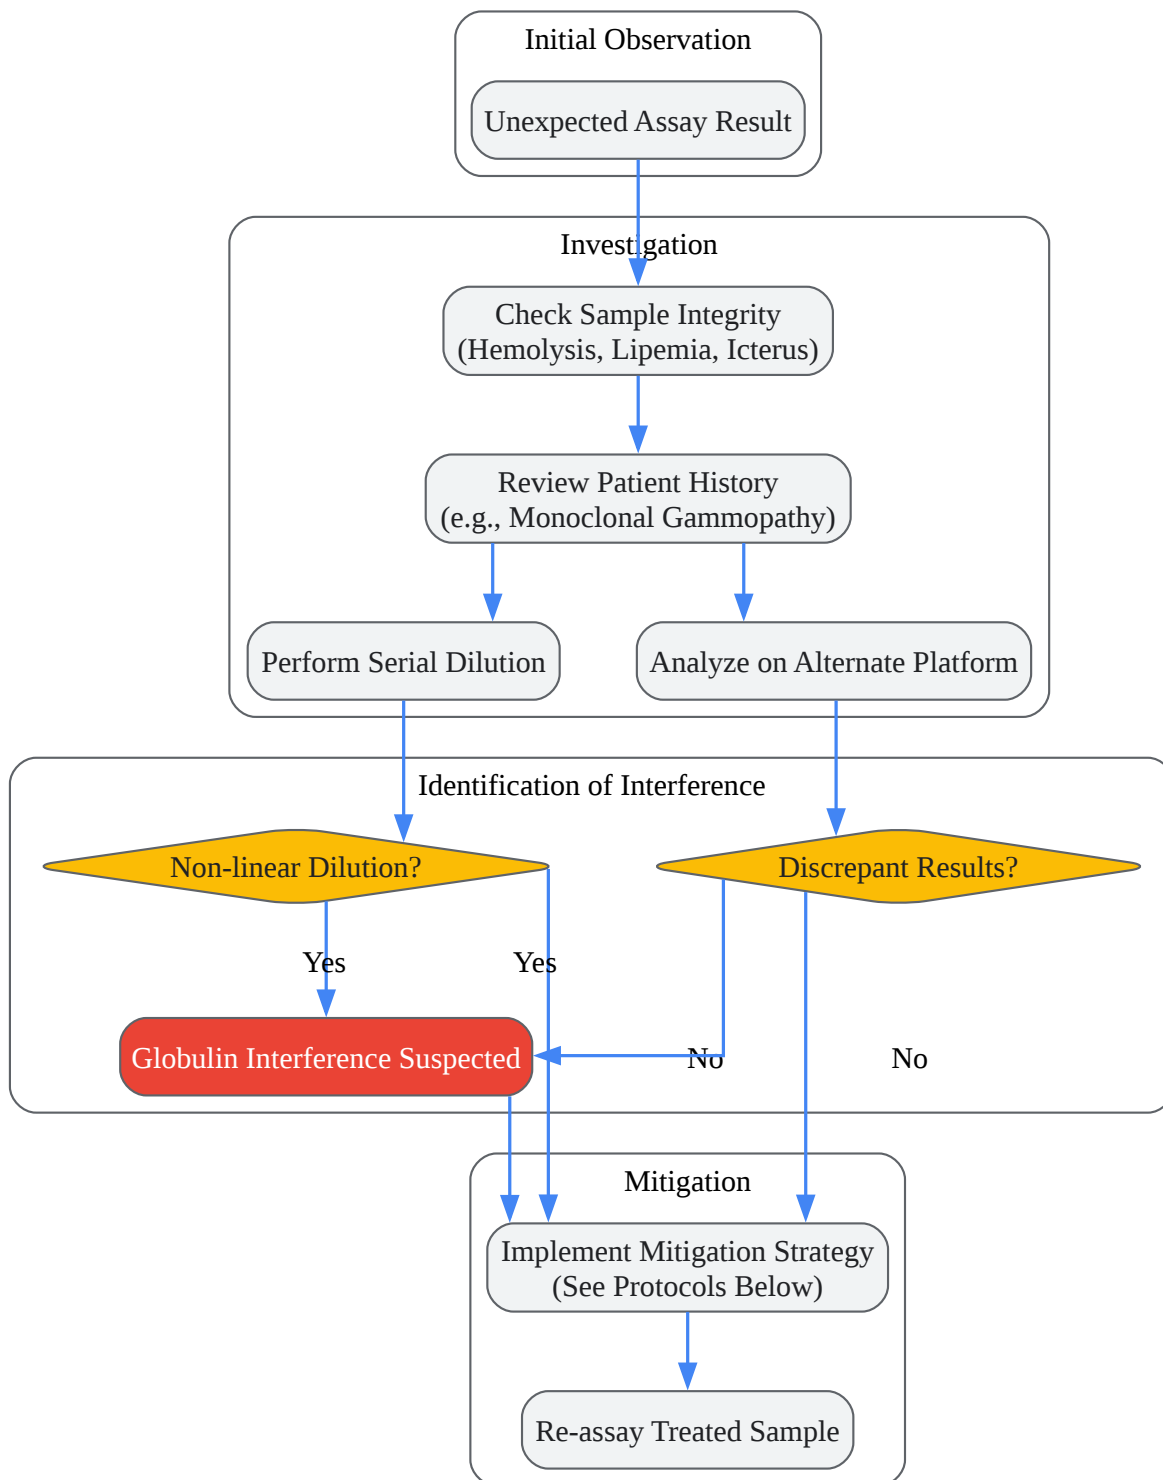 Initial Observation
Unexpected Assay Result
Investigation
Check Sample Integrity
(Hemolysis, Lipemia, Icterus)
Review Patient History
(e.g., Monoclonal Gammopathy)
Perform Serial Dilution
Analyze on Alternate Platform
Identification of Interference
Non-linear Dilution?
Discrepant Results?
Yes
Yes
Globulin Interference Suspected
No
No
Mitigation
Implement Mitigation Strategy
(See Protocols Below)
Re-assay Treated Sample